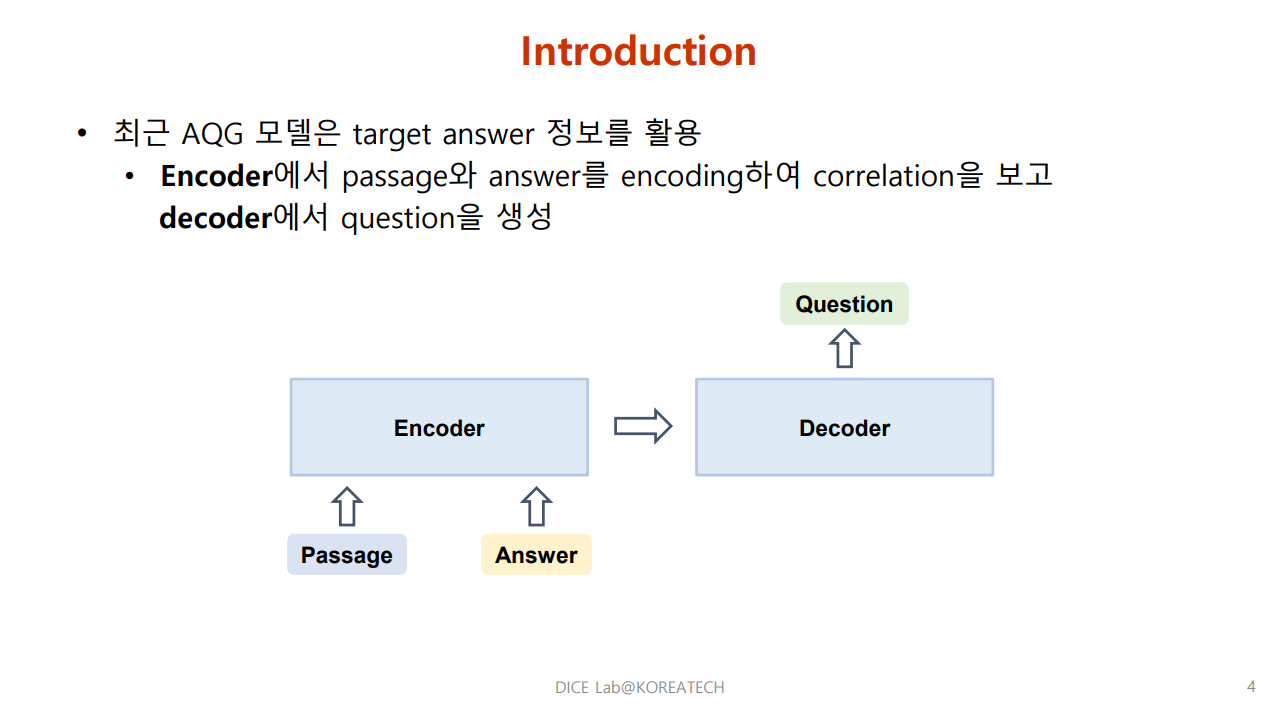 Introduction
• 최근 AQG 모델은 target answer 정보를 활용
• Encoder에서 passage와 answer를 encoding하여 correlation을 보고
decoder에서 question을 생성
Question
Encoder
Decoder
Passage
Answer
DICE Lab@KOREATECH
4